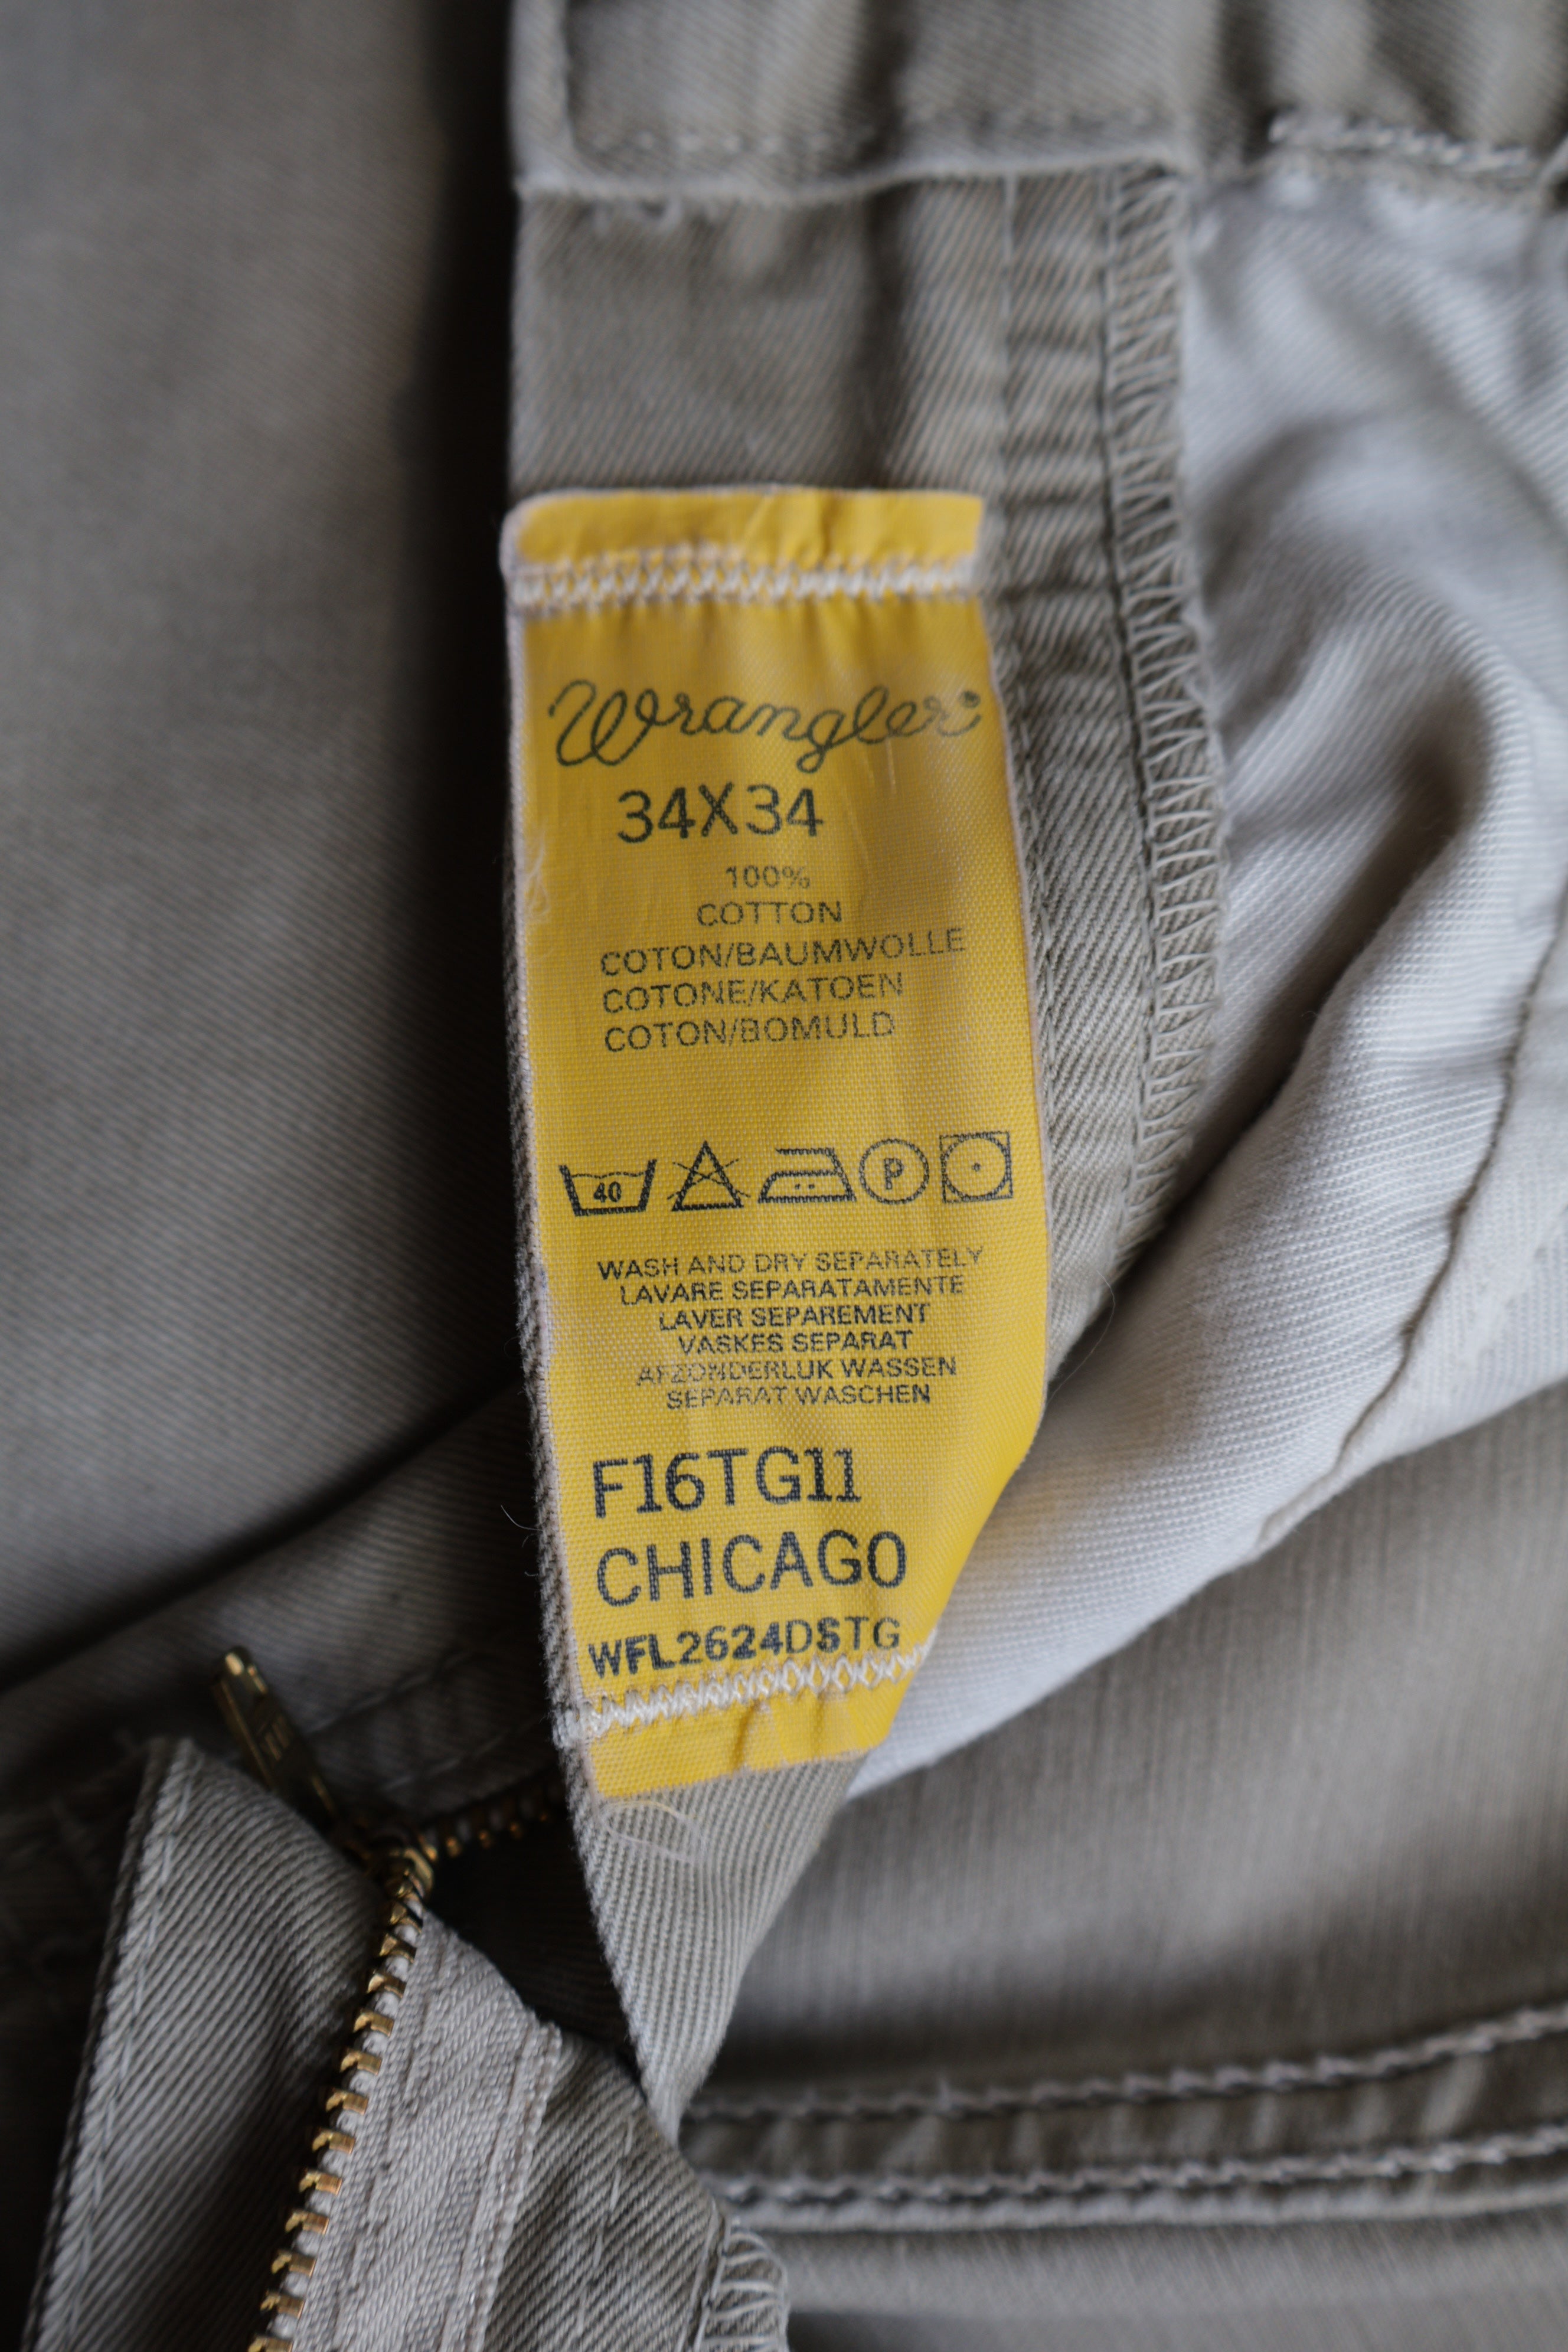 Wrangler®
34X34
100%
COTTON
COTON/BAUMWOLLE
COTONE/KATOEN
COTON/BOMULD
40 P
WASH AND DRY SEPARATELY
LAVARE SEPARATAMENTE
LAVER SEPAREMENT
VASKES SEPARAT
AFZONDERLIJK WASSEN
SEPARAT WASCHEN
F16TG11
CHICAGO
WFL2624DSTG